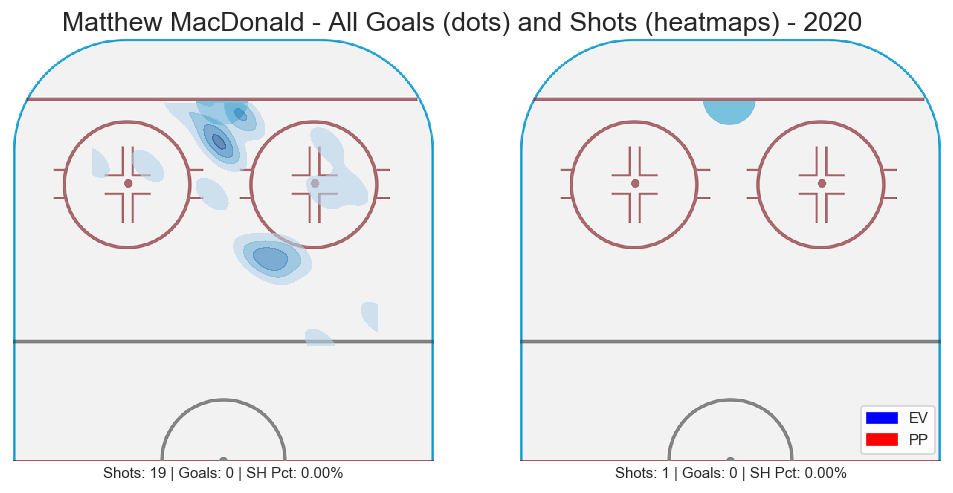 Matthew MacDonald - All Goals (dots) and Shots (heatmaps) - 2020
EV
PP
Shots: 19 | Goals: 0 | SH Pct: 0.00%
Shots: 1 | Goals: 0 | SH Pct: 0.00%